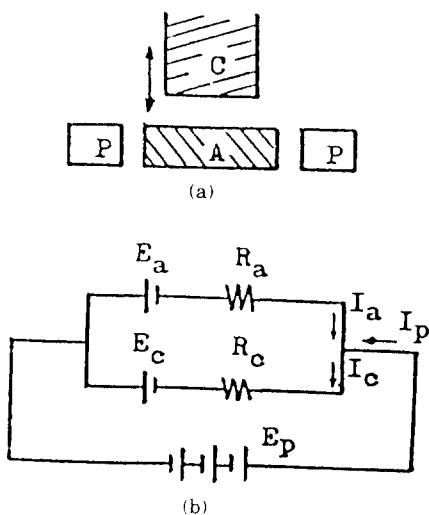 C
P A P
(a)
E_a R_a
I_a I_p
E_c R_c
I_c
E_p
(b)